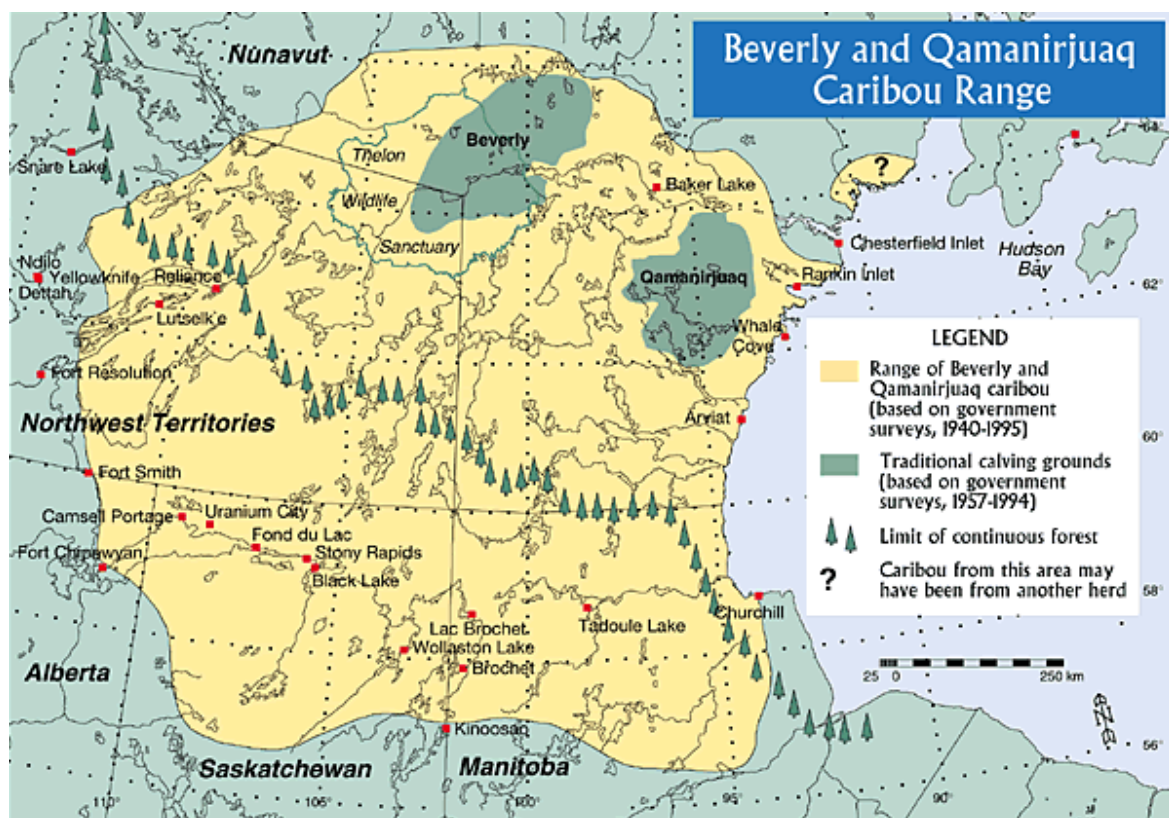 Beverly and Qamanirjuaq
Caribou Range
Nunavut
64°
Snare Lake
Beverly
Thelon
Wildlife
Sanctuary
Baker Lake
?
Chesterfield Inlet
Hudson
Bay
Ndilo
Yellowknife
Dettah
Reliance
Lutselk'e
Qamanirjuaq
Rankin Inlet
62°
Whale
Cove
Fort Resolution
Northwest Territories
Arviat
60°
Fort Smith
Camsell Portage
Uranium City
Fond du Lac
Stony Rapids
Black Lake
Fort Chipewyan
58°
Churchill
Lac Brochet
Tadoule Lake
Wollaston Lake
Brochet
Alberta
Kinoosao
Saskatchewan
Manitoba
56°
110°
105°
100°
95°
90°
LEGEND
Range of Beverly and
Qamanirjuaq caribou
(based on government
surveys, 1940-1995)
Traditional calving grounds
(based on government
surveys, 1957-1994)
Limit of continuous forest
?
Caribou from this area may
have been from another herd
25 0 250 km
N